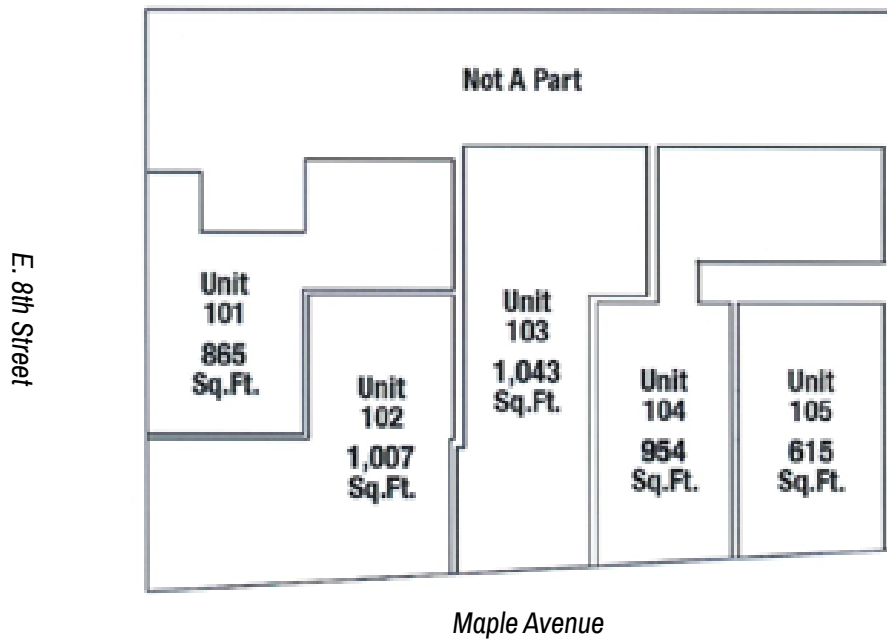 Not A Part
E. 8th Street
Unit
101
865
Sq.Ft.
Unit
102
1,007
Sq.Ft.
Unit
103
1,043
Sq.Ft.
Unit
104
954
Sq.Ft.
Unit
105
615
Sq.Ft.
Maple Avenue